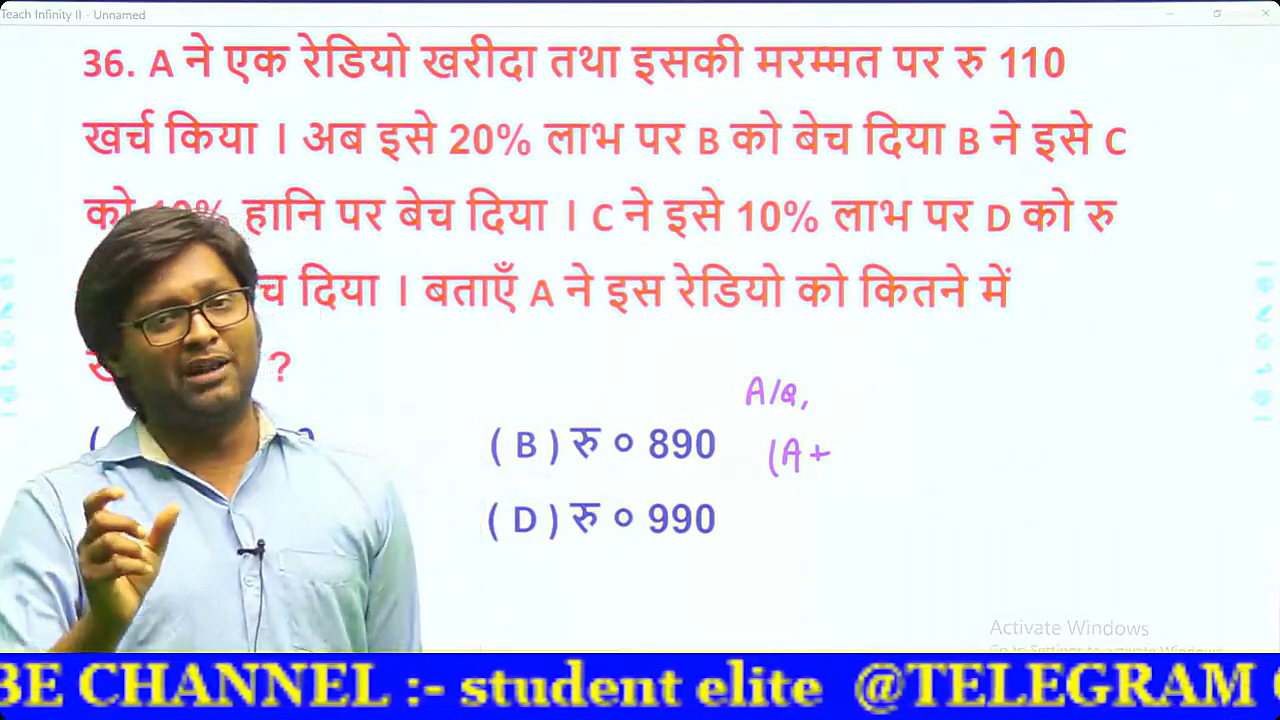 Teach Infinity II - Unnamed
36. A ने एक रेडियो खरीदा तथा इसकी मरम्मत पर रु 110
खर्च किया । अब इसे 20% लाभ पर B को बेच दिया B ने इसे C
को 10% हानि पर बेच दिया । C ने इसे 10% लाभ पर D को रु
दिया । बताएँ A ने इस रेडियो को कितने में
?
A/Q,
( B ) रु ० 890
(A +
( D ) रु ० 990
Activate Windows
BE CHANNEL :- student elite @TELEGRAM